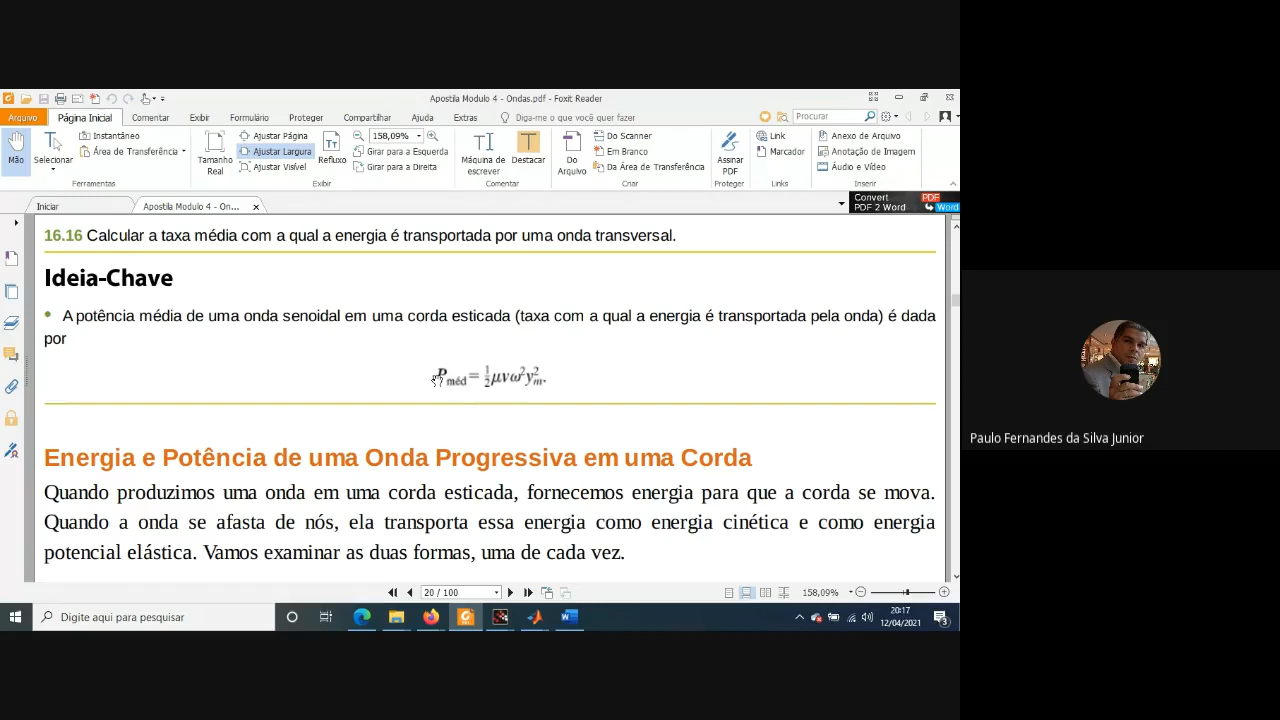 Apostila Modulo 4 - Ondas.pdf - Foxit Reader
Arquivo Página Inicial Comentar Exibir Formulário Proteger Compartilhar Ajuda Extras Diga-me o que você quer fazer Procurar
Mão
Selecionar
Instantâneo
Área de Transferência
Ferramentas
Tamanho Real
Ajustar Página
Ajustar Largura
Ajustar Visível
Refluxo
158,09%
Girar para a Esquerda
Girar para a Direita
Exibir
Máquina de escrever
Destacar
Comentar
Do Arquivo
Do Scanner
Em Branco
Da Área de Transferência
Criar
Assinar PDF
Proteger
Link
Marcador
Links
Anexo de Arquivo
Anotação de Imagem
Áudio e Vídeo
Inserir
Iniciar
Apostila Modulo 4 - On...
Convert PDF
PDF 2 Word Word
16.16 Calcular a taxa média com a qual a energia é transportada por uma onda transversal.
Ideia-Chave
• A potência média de uma onda senoidal em uma corda esticada (taxa com a qual a energia é transportada pela onda) é dada
por
P méd = 1/2 μvω²y²m.
Energia e Potência de uma Onda Progressiva em uma Corda
Quando produzimos uma onda em uma corda esticada, fornecemos energia para que a corda se mova.
Quando a onda se afasta de nós, ela transporta essa energia como energia cinética e como energia
potencial elástica. Vamos examinar as duas formas, uma de cada vez.
20 / 100
158,09%
Digite aqui para pesquisar
20:17
12/04/2021
3
Paulo Fernandes da Silva Junior